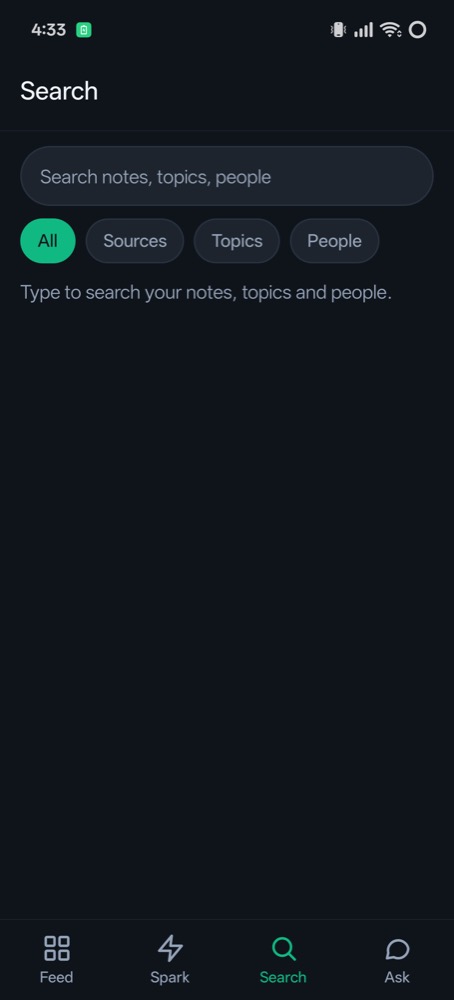 4:33
Search
Search notes, topics, people
All Sources Topics People
Type to search your notes, topics and people.
Feed Spark Search Ask